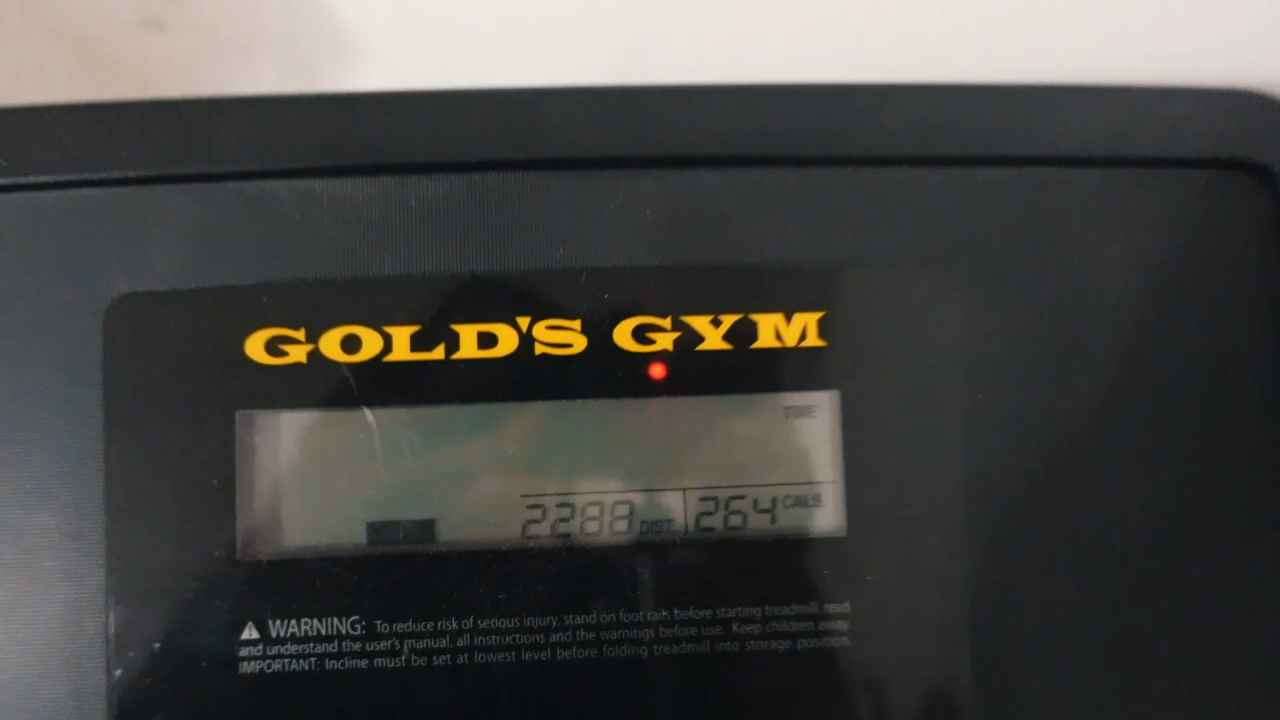 GOLD'S GYM
TIME
2288 DIST. 264 CALS
WARNING: To reduce risk of serious injury, stand on foot rails before starting treadmill, read
and understand the user's manual, all instructions and the warnings before use. Keep children away.
IMPORTANT: Incline must be set at lowest level before folding treadmill into storage position.